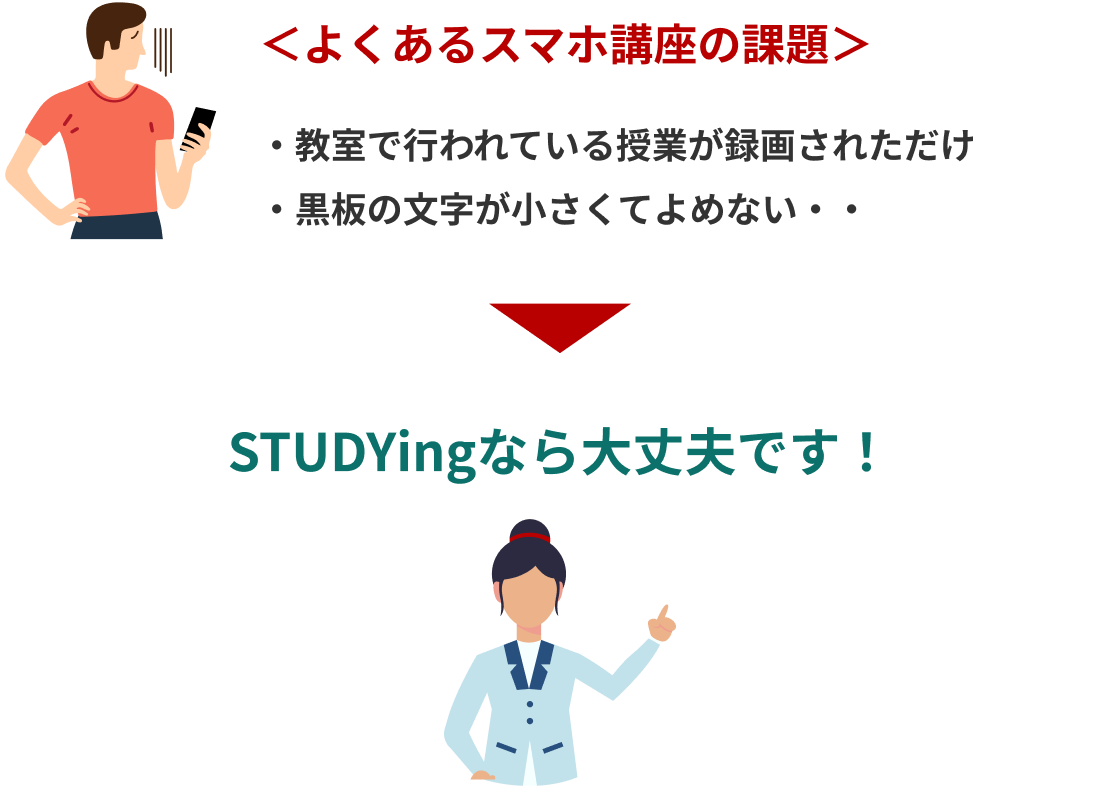 ＜よくあるスマホ講座の課題＞
・教室で行われている授業が録画されただけ
・黒板の文字が小さくてよめない・・
STUDYingなら大丈夫です！